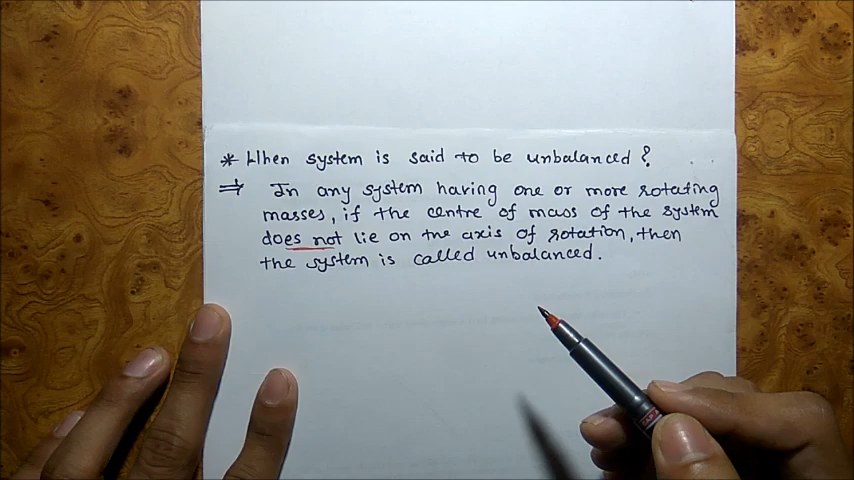 * When system is said to be unbalanced?
⇒ In any system having one or more rotating
masses, if the centre of mass of the system
does not lie on the axis of rotation, then
the system is called unbalanced.